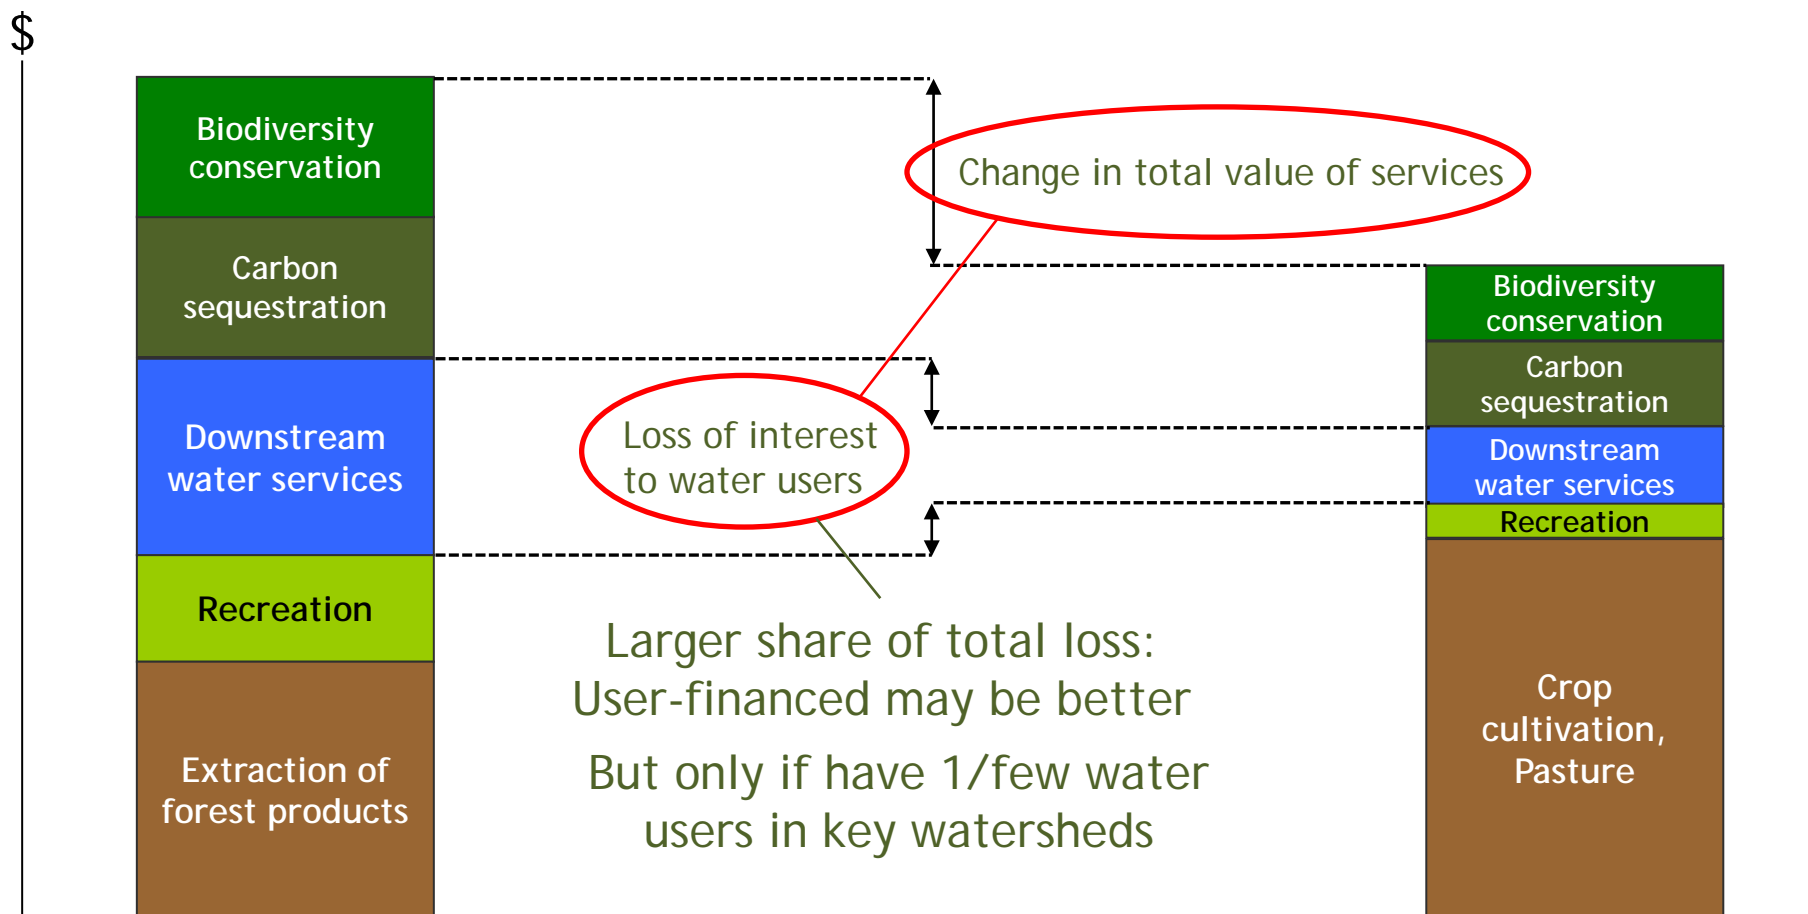 $
Biodiversity
conservation
Carbon
sequestration
Downstream
water services
Recreation
Extraction of
forest products
Change in total value of services
Loss of interest
to water users
Larger share of total loss:
User-financed may be better
But only if have 1/few water
users in key watersheds
Biodiversity
conservation
Carbon
sequestration
Downstream
water services
Recreation
Crop
cultivation,
Pasture